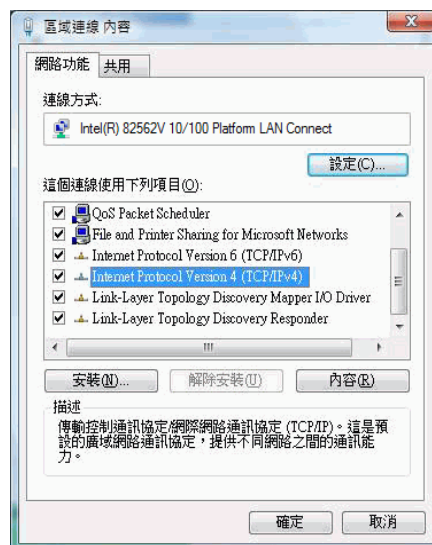 區域連線 內容
網路功能 共用
連線方式:
Intel(R) 82562V 10/100 Platform LAN Connect
設定(C)...
這個連線使用下列項目(O):
QoS Packet Scheduler
File and Printer Sharing for Microsoft Networks
Internet Protocol Version 6 (TCP/IPv6)
Internet Protocol Version 4 (TCP/IPv4)
Link-Layer Topology Discovery Mapper I/O Driver
Link-Layer Topology Discovery Responder
安裝(N)... 解除安裝(U) 內容(R)
描述
傳輸控制通訊協定/網際網路通訊協定 (TCP/IP)。這是預
設的廣域網路通訊協定，提供不同網路之間的通訊能
力。
確定 取消